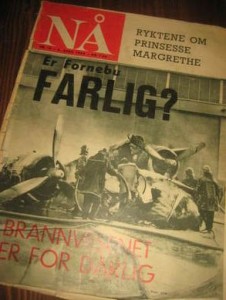 NÅ
RYKTENE OM
PRINSESSE
MARGRETHE
Er Fornebu
FARLIG?
BRANNVESENET
ER FOR DÅRLIG